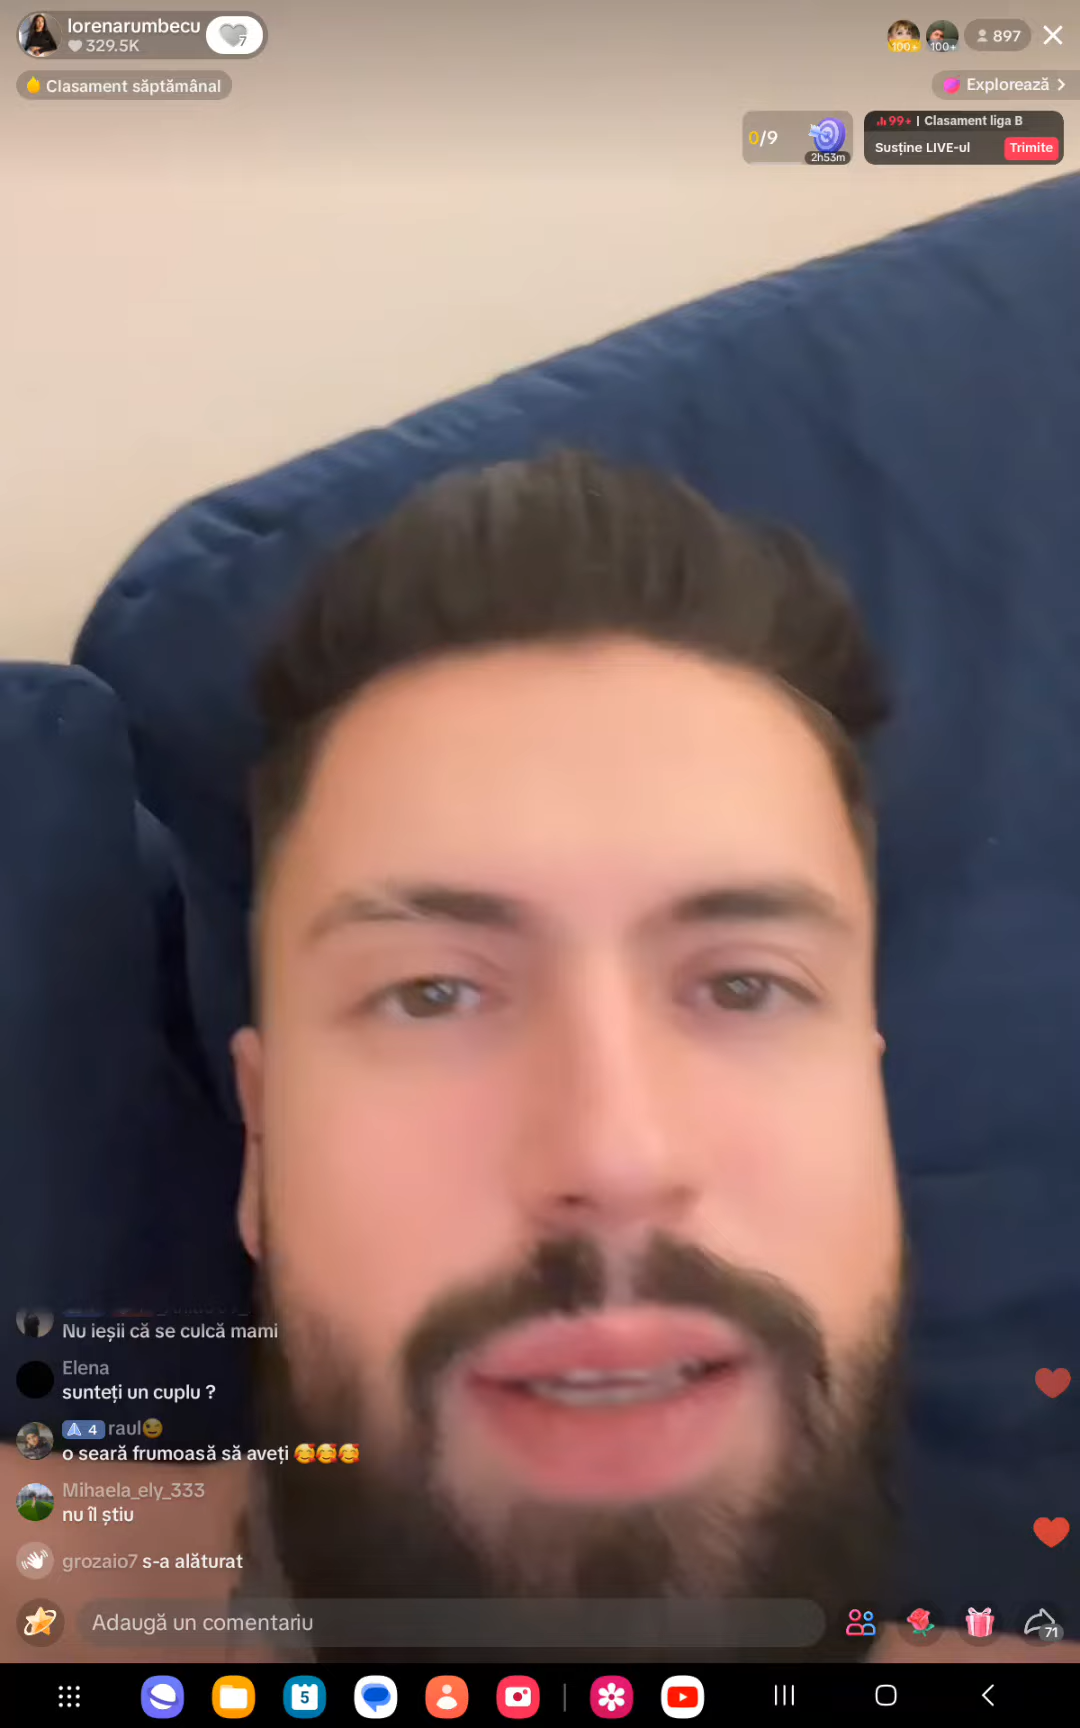 lorenarumbecu
329.5K
7
100+
100+
897
Clasament săptămânal
Explorează
0/9
2h53m
99+ | Clasament liga B
Susține LIVE-ul
Trimite
Nu ieșii că se culcă mami
Elena
sunteți un cuplu ?
4 raul😉
o seară frumoasă să aveți 🥰🥰🥰
Mihaela_ely_333
nu îl știu
grozaio7 s-a alăturat
Adaugă un comentariu
71
5